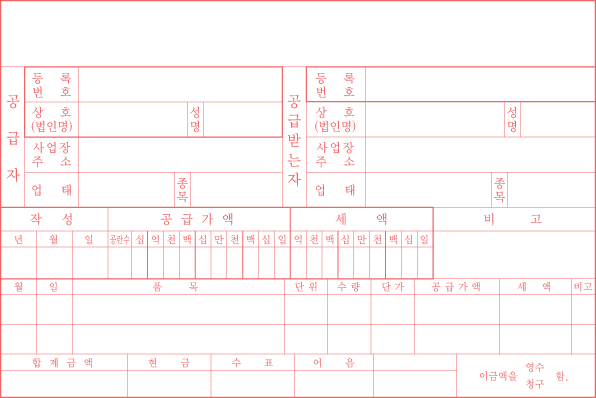 공급자 등록번호 공급받는자 등록번호
상호(법인명) 성명 상호(법인명) 성명
사업장주소 사업장주소
업태 종목 업태 종목
작성 공급가액 세액 비고
년 월 일 공란수 십 억 천 백 십 만 천 백 십 일 억 천 백 십 만 천 백 십 일
월 일 품목 단위 수량 단가 공급가액 세액 비고
합계금액 현금 수표 어음 이금액을 영수 청구 함.